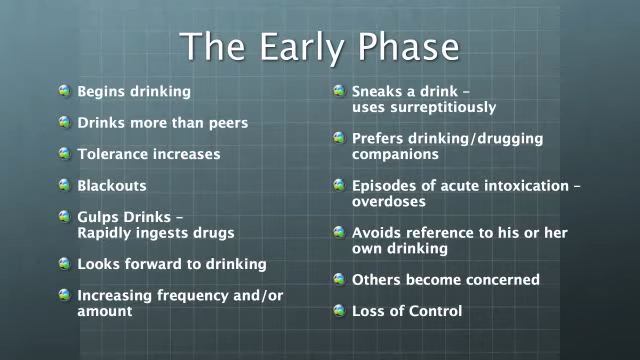 The Early Phase
Begins drinking
Drinks more than peers
Tolerance increases
Blackouts
Gulps Drinks –
Rapidly ingests drugs
Looks forward to drinking
Increasing frequency and/or
amount
Sneaks a drink –
uses surreptitiously
Prefers drinking/drugging
companions
Episodes of acute intoxication –
overdoses
Avoids reference to his or her
own drinking
Others become concerned
Loss of Control